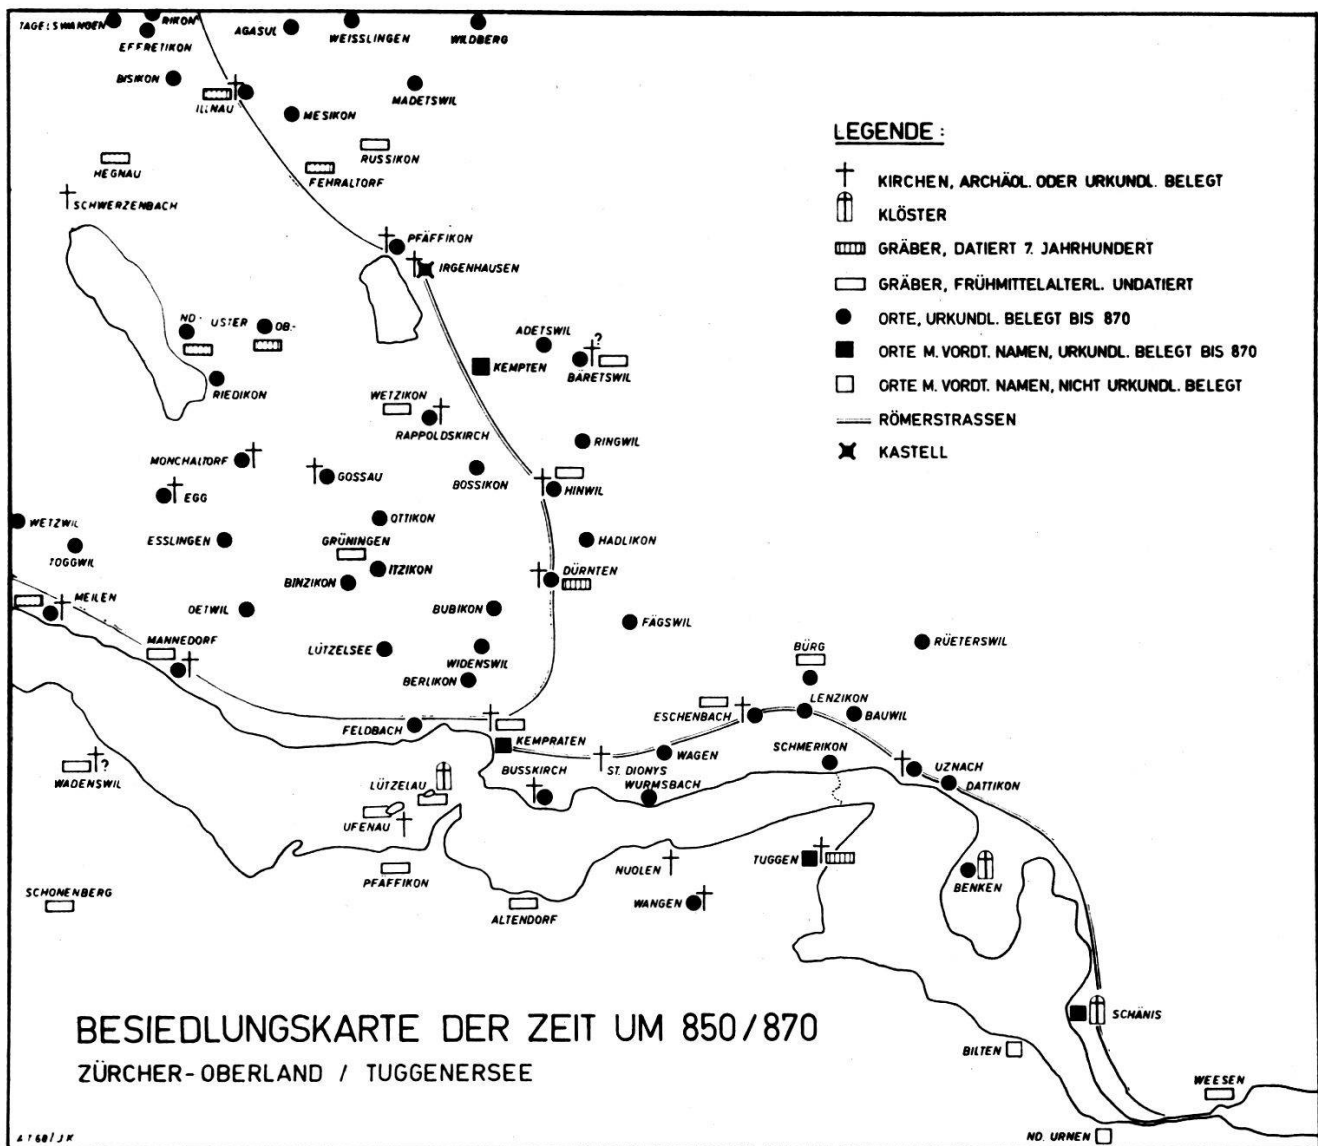 TAGELSWANGEN
RIKON
EFFRETIKON
AGASUL
WEISSLINGEN
WILDBERG
BISIKON
ILLNAU
MESIKON
MADETSWIL
RUSSIKON
HEGNAU
FEHRALTORF
SCHWERZENBACH
PFÄFFIKON
IRGENHAUSEN
ND.- USTER OB.-
ADETSWIL
?
KEMPTEN
BÄRETSWIL
RIEDIKON
WETZIKON
RAPPOLDSKIRCH
RINGWIL
MONCHALTORF
GOSSAU
BOSSIKON
HINWIL
EGG
WETZWIL
OTTIKON
ESSLINGEN
GRÜNINGEN
HADLIKON
TOGGWIL
ITZIKON
BINZIKON
DÜRNTEN
MEILEN
OETWIL
BUBIKON
FÄGSWIL
MANNEDORF
LÜTZELSEE
WIDENSWIL
BÜRG
RÜETERSWIL
BERLIKON
ESCHENBACH
LENZIKON
BAUWIL
FELDBACH
KEMPRATEN
WAGEN
SCHMERIKON
?
WADENSWIL
BUSSKIRCH
ST. DIONYS
UZNACH
LÜTZELAU
WURMSBACH
DATTIKON
UFENAU
PFÄFFIKON
NUOLEN
TUGGEN
BENKEN
SCHONENBERG
ALTENDORF
WANGEN
SCHÄNIS
BILTEN
WEESEN
ND. URNEN
LEGENDE:
KIRCHEN, ARCHÄOL. ODER URKUNDL. BELEGT
KLÖSTER
GRÄBER, DATIERT 7. JAHRHUNDERT
GRÄBER, FRÜHMITTELALTERL. UNDATIERT
ORTE, URKUNDL. BELEGT BIS 870
ORTE M. VORDT. NAMEN, URKUNDL. BELEGT BIS 870
ORTE M. VORDT. NAMEN, NICHT URKUNDL. BELEGT
RÖMERSTRASSEN
KASTELL
BESIEDLUNGSKARTE DER ZEIT UM 850/870
ZÜRCHER-OBERLAND / TUGGENERSEE